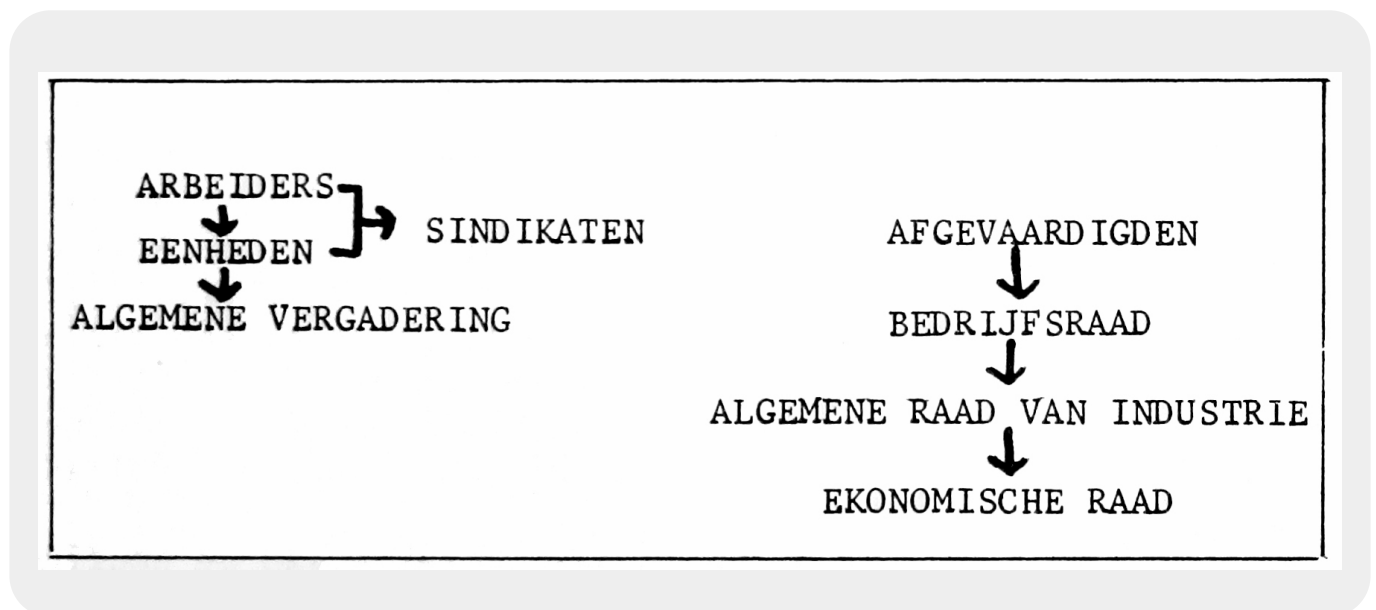 ARBEIDERS
EENHEDEN
SINDIKATEN
ALGEMENE VERGADERING
AFGEVAARDIGDEN
BEDRIJFSRAAD
ALGEMENE RAAD VAN INDUSTRIE
EKONOMISCHE RAAD